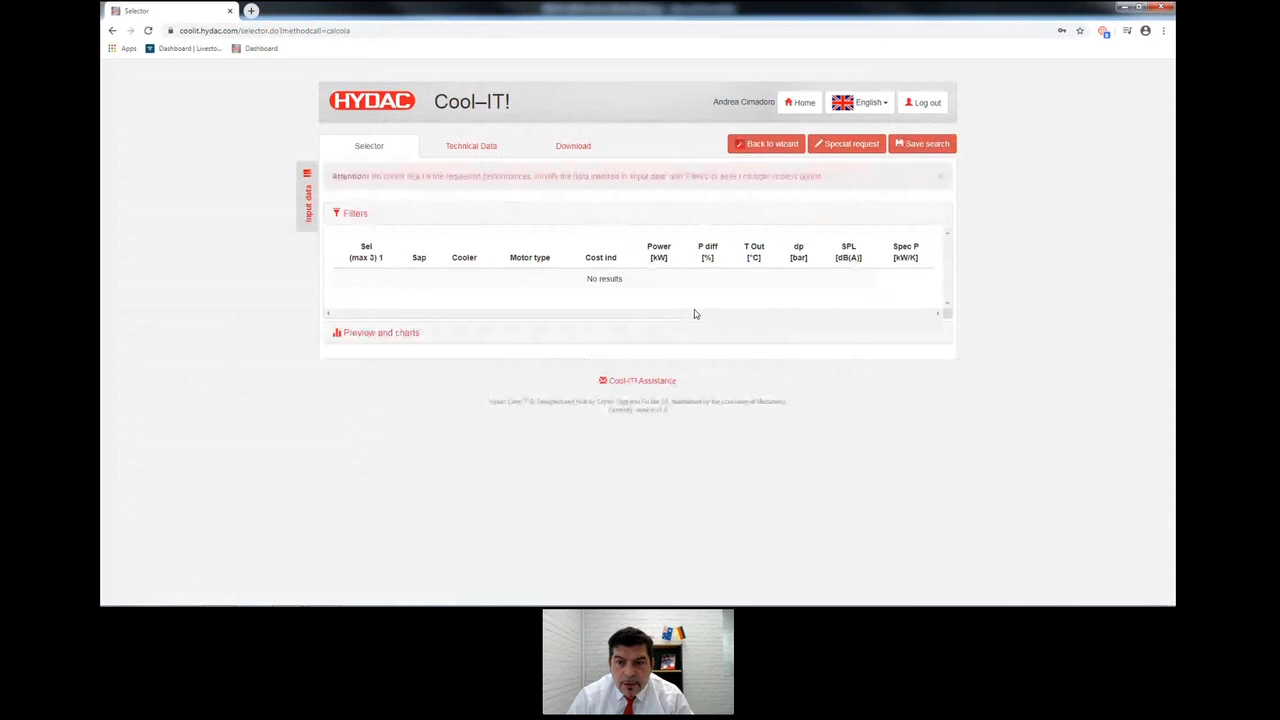 Selector
coolit.hydac.com/selector.do?methodcall=calcola
Apps Dashboard | Livesto... Dashboard
HYDAC Cool–IT! Andrea Cimadoro Home English Log out
Selector Technical Data Download Back to wizard Special request Save search
Input data
Attention! No cooler
Filters
Sel (max 3) 1
Sap
Cooler
Motor type
Cost ind
Power [kW]
P diff [%]
T Out [°C]
dp [bar]
SPL [dB(A)]
Spec P [kW/K]
No results
Preview and charts
Cool-IT! Assistance